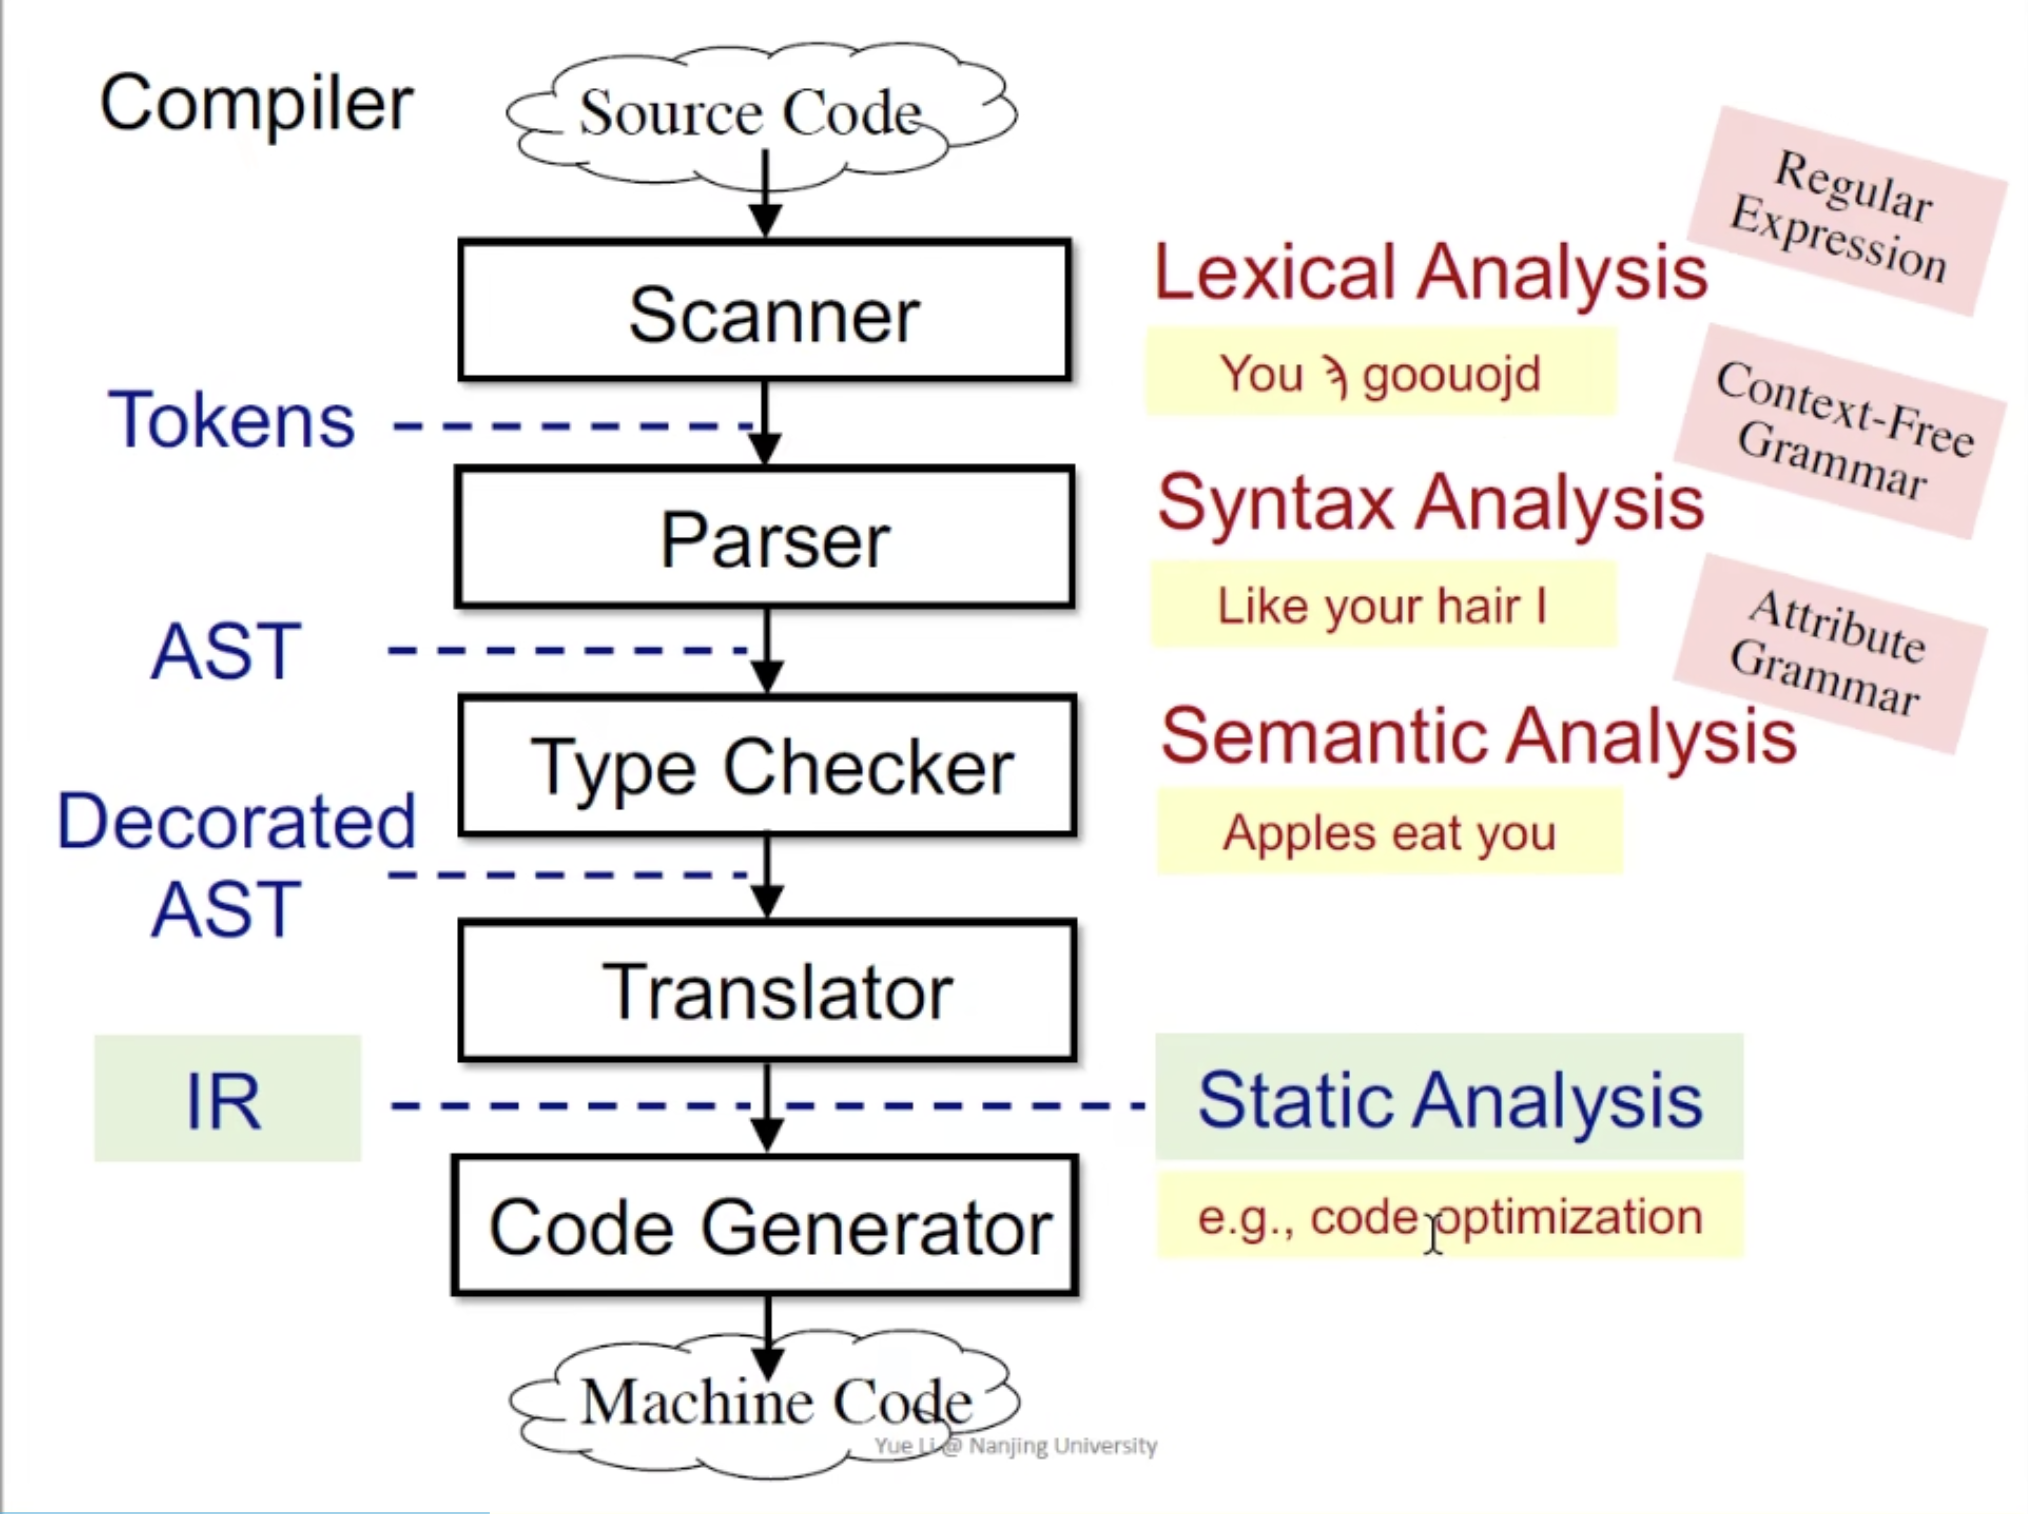 Compiler
Source Code
Regular
Expression
Scanner
Lexical Analysis
You ϡ goouojd
Tokens
Context-Free
Grammar
Parser
Syntax Analysis
Like your hair I
AST
Attribute
Grammar
Type Checker
Semantic Analysis
Apples eat you
Decorated
AST
Translator
IR
Static Analysis
Code Generator
e.g., code optimization
Machine Code
Yue Li @ Nanjing University